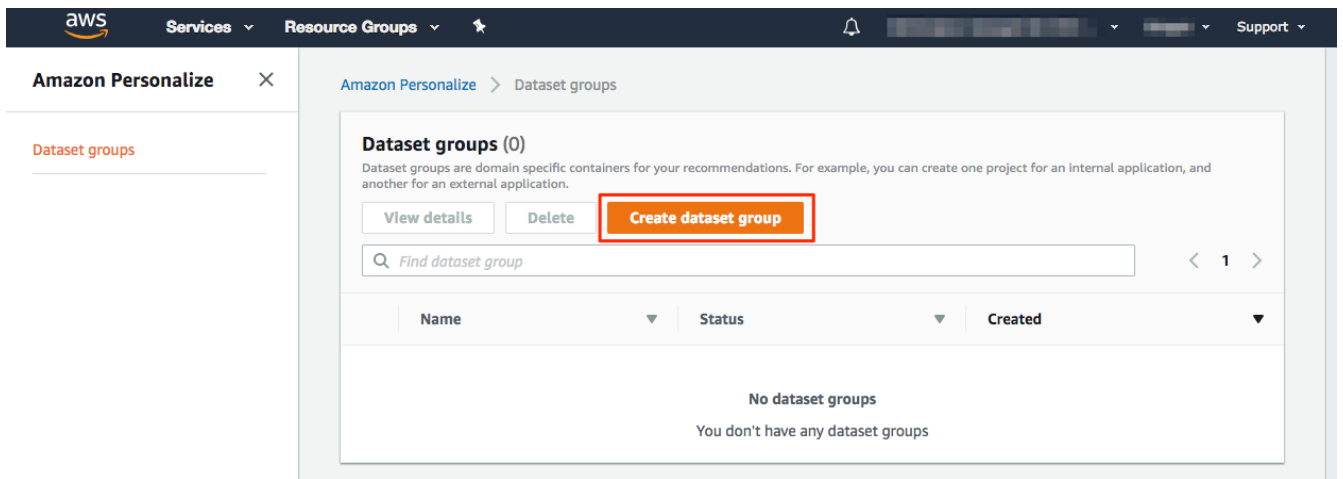 aws Services Resource Groups Support
Amazon Personalize
Amazon Personalize > Dataset groups
Dataset groups
Dataset groups (0)
Dataset groups are domain specific containers for your recommendations. For example, you can create one project for an internal application, and
another for an external application.
View details Delete Create dataset group
Find dataset group
1
Name Status Created
No dataset groups
You don't have any dataset groups